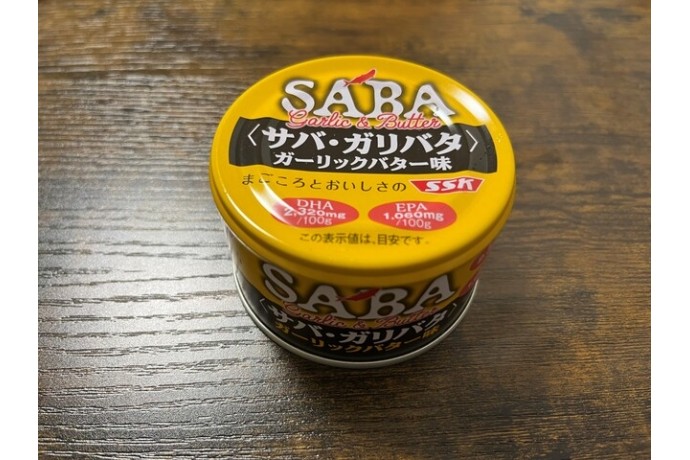 SABA
Garlic & Butter
〈サバ・ガリバタ〉
ガーリックバター味
まごころとおいしさの SSK
DHA
2,320mg
/100g
EPA
1,060mg
/100g
この表示値は、目安です。
SABA
Garlic & Butter
〈サバ・ガリバタ〉
ガーリックバター味